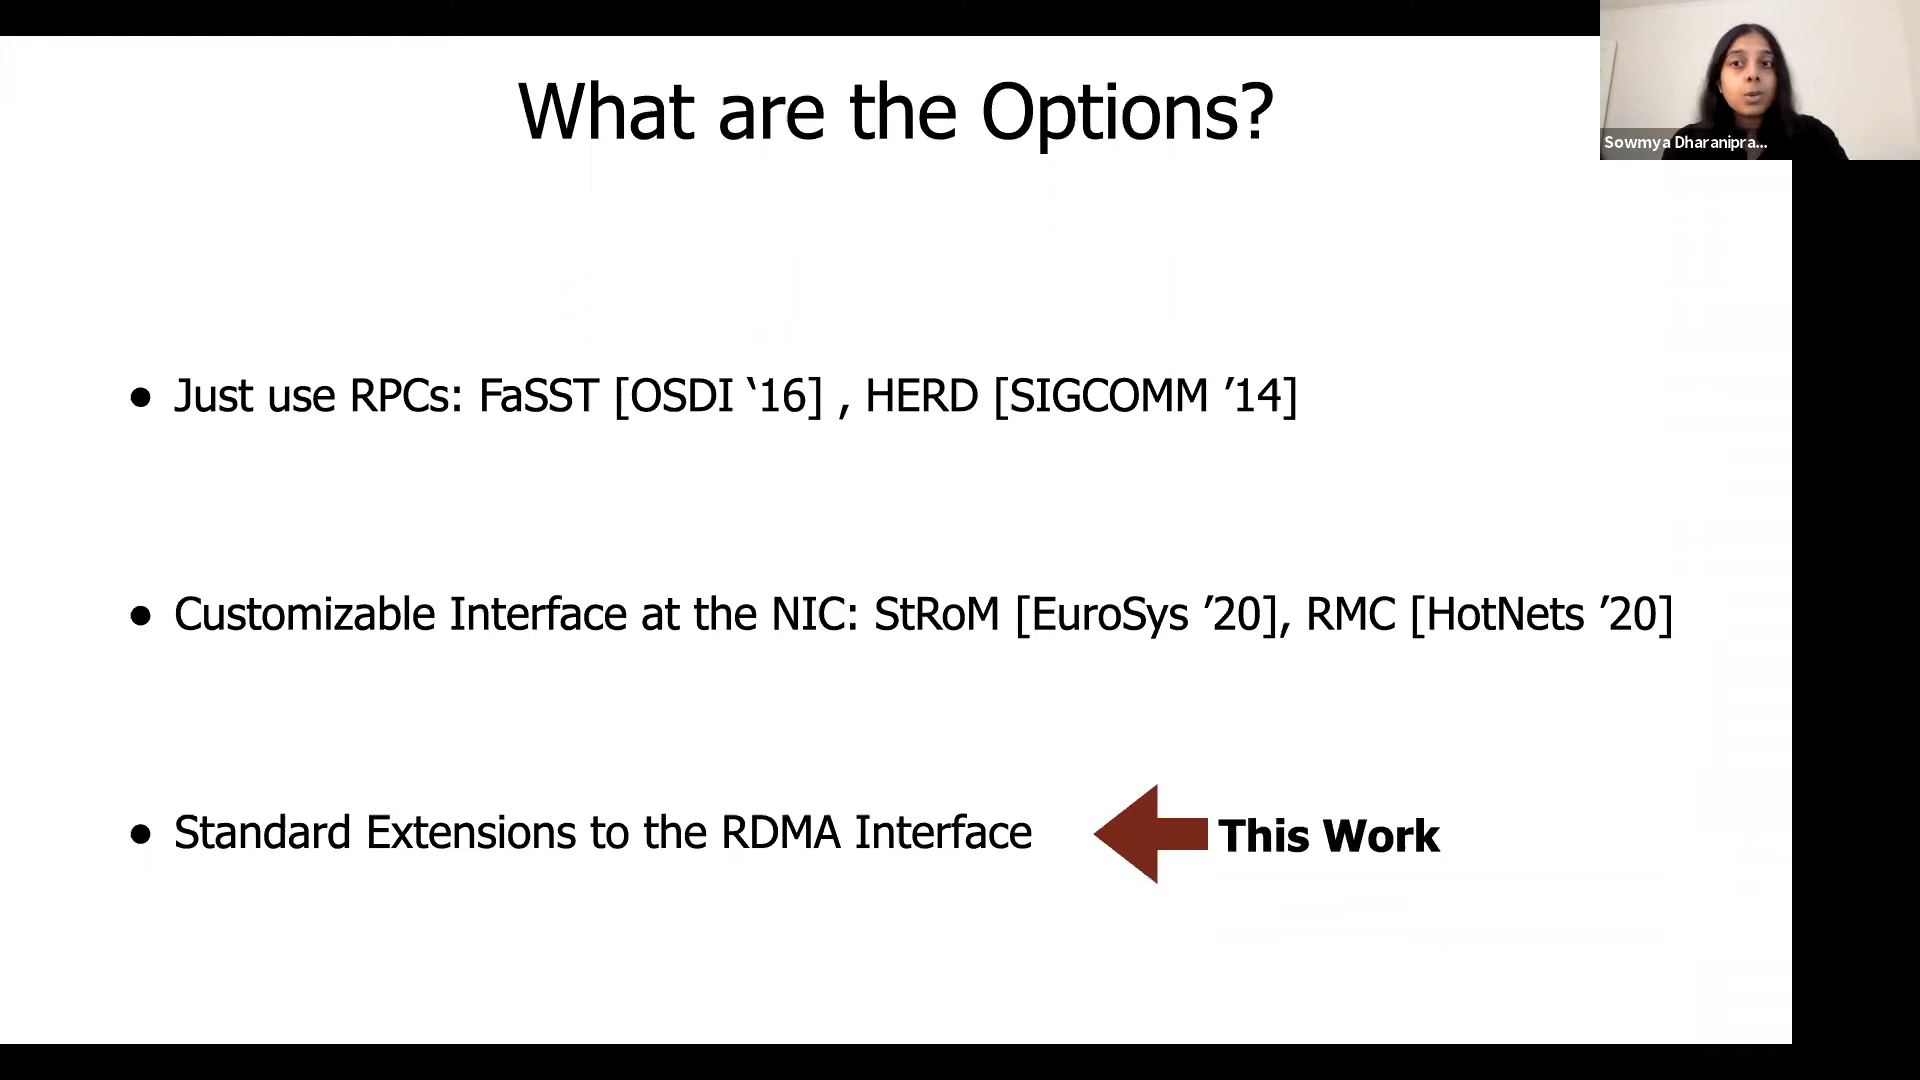 What are the Options?
Sowmya Dharanipra...
● Just use RPCs: FaSST [OSDI ‘16] , HERD [SIGCOMM ’14]
● Customizable Interface at the NIC: StRoM [EuroSys ’20], RMC [HotNets ’20]
● Standard Extensions to the RDMA Interface
This Work